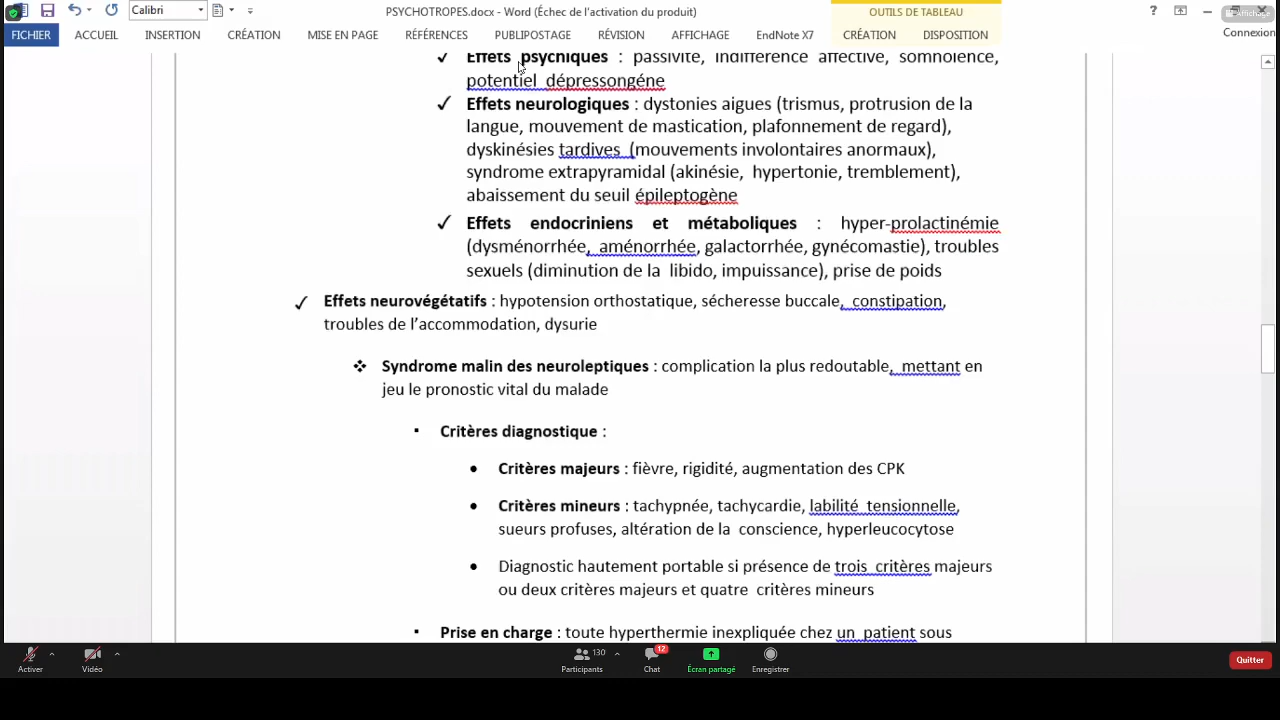 Calibri
PSYCHOTROPES.docx - Word (Échec de l'activation du produit)
OUTILS DE TABLEAU
?
Affichage
FICHIER ACCUEIL INSERTION CRÉATION MISE EN PAGE RÉFÉRENCES PUBLIPOSTAGE RÉVISION AFFICHAGE EndNote X7 CRÉATION DISPOSITION
Connexion
✓ Effets psychiques : passivité, indifférence affective, somnolence,
potentiel dépressongéne
✓ Effets neurologiques : dystonies aigues (trismus, protrusion de la
langue, mouvement de mastication, plafonnement de regard),
dyskinésies tardives (mouvements involontaires anormaux),
syndrome extrapyramidal (akinésie, hypertonie, tremblement),
abaissement du seuil épileptogène
✓ Effets endocriniens et métaboliques : hyper-prolactinémie
(dysménorrhée, aménorrhée, galactorrhée, gynécomastie), troubles
sexuels (diminution de la libido, impuissance), prise de poids
✓ Effets neurovégétatifs : hypotension orthostatique, sécheresse buccale, constipation,
troubles de l'accommodation, dysurie
❖ Syndrome malin des neuroleptiques : complication la plus redoutable, mettant en
jeu le pronostic vital du malade
▪ Critères diagnostique :
• Critères majeurs : fièvre, rigidité, augmentation des CPK
• Critères mineurs : tachypnée, tachycardie, labilité tensionnelle,
sueurs profuses, altération de la conscience, hyperleucocytose
• Diagnostic hautement portable si présence de trois critères majeurs
ou deux critères majeurs et quatre critères mineurs
▪ Prise en charge : toute hyperthermie inexpliquée chez un patient sous
130
12
Activer Vidéo Participants Chat Écran partagé Enregistrer Quitter